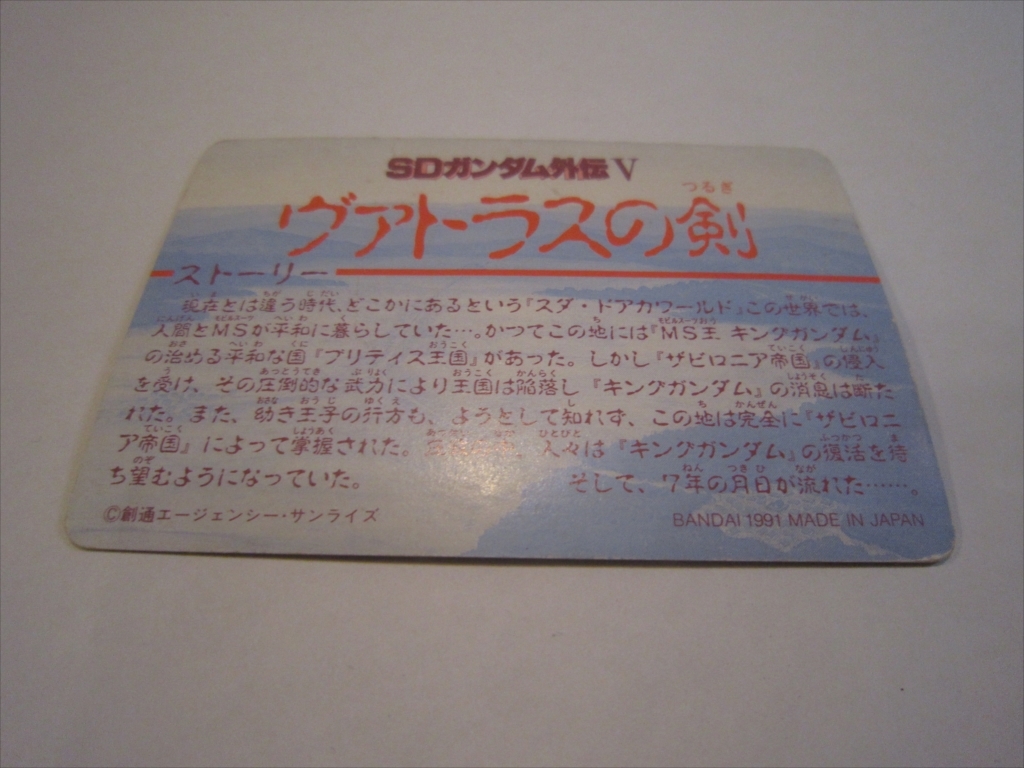 SDガンダム外伝 V
ヴァトラスの剣
つるぎ
ストーリー
現在とは違う時代、どこかにあるという『スダ・ドアカワールド』この世界では、
人間とMSが平和に暮らしていた…。かつてこの地には『MS王 キングガンダム』
の治める平和な国『ブリティス王国』があった。しかし『ザビロニア帝国』の侵入
を受け、その圧倒的な武力により王国は陥落し『キングガンダム』の消息は断た
れた。また、幼き王子の行方も、ようとして知れず、この地は完全に『ザビロニ
ア帝国』によって掌握された。 人々は『キングガンダム』の復活を待
ち望むようになっていた。 そして、7年の月日が流れた……。
©創通エージェンシー・サンライズ
BANDAI 1991 MADE IN JAPAN